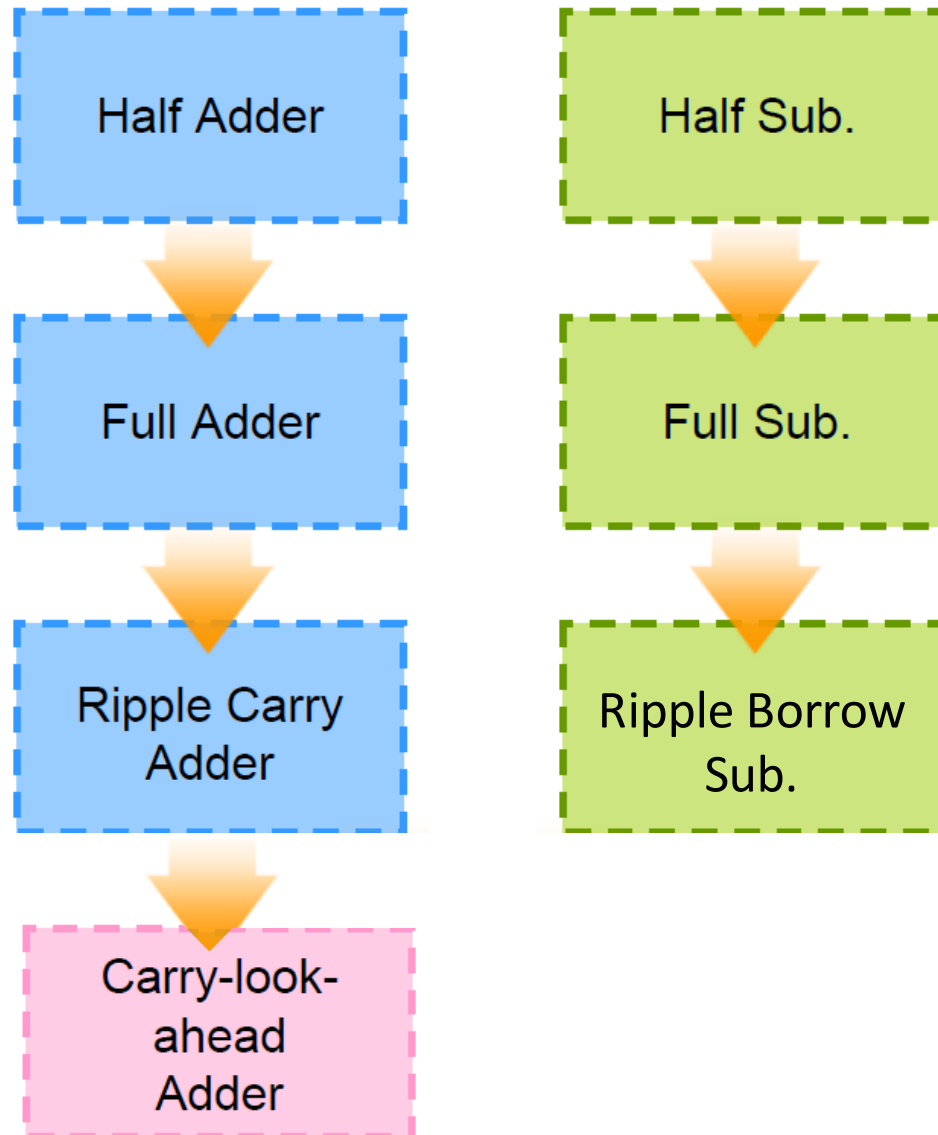 Half Adder
Half Sub.
Full Adder
Full Sub.
Ripple Carry
Adder
Ripple Borrow
Sub.
Carry-look-
ahead
Adder